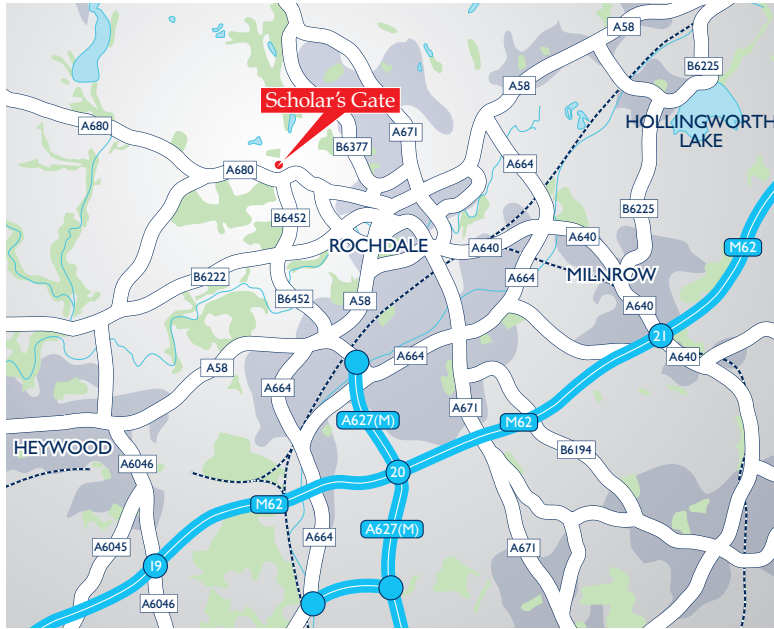 A58
B6225
A58
A680
Scholar's Gate
HOLLINGWORTH
LAKE
A671
B6377
A664
A680
B6452
B6225
A640
ROCHDALE
A640
M62
B6222
MILNROW
A664
B6452
A58
A640
21
A664
A640
A58
A664
A671
A627(M)
M62
HEYWOOD
B6194
A6046
20
M62
A627(M)
A664
A6045
A671
19
A6046